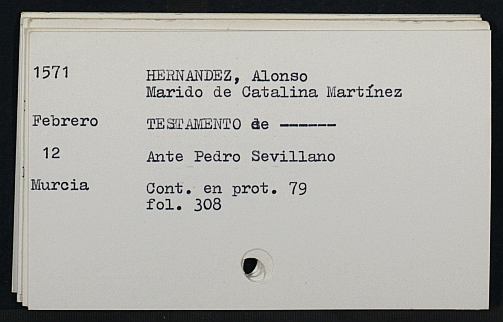 1571 HERNANDEZ, Alonso
Marido de Catalina Martínez
Febrero TESTAMENTO de ------
12 Ante Pedro Sevillano
Murcia Cont. en prot. 79
fol. 308